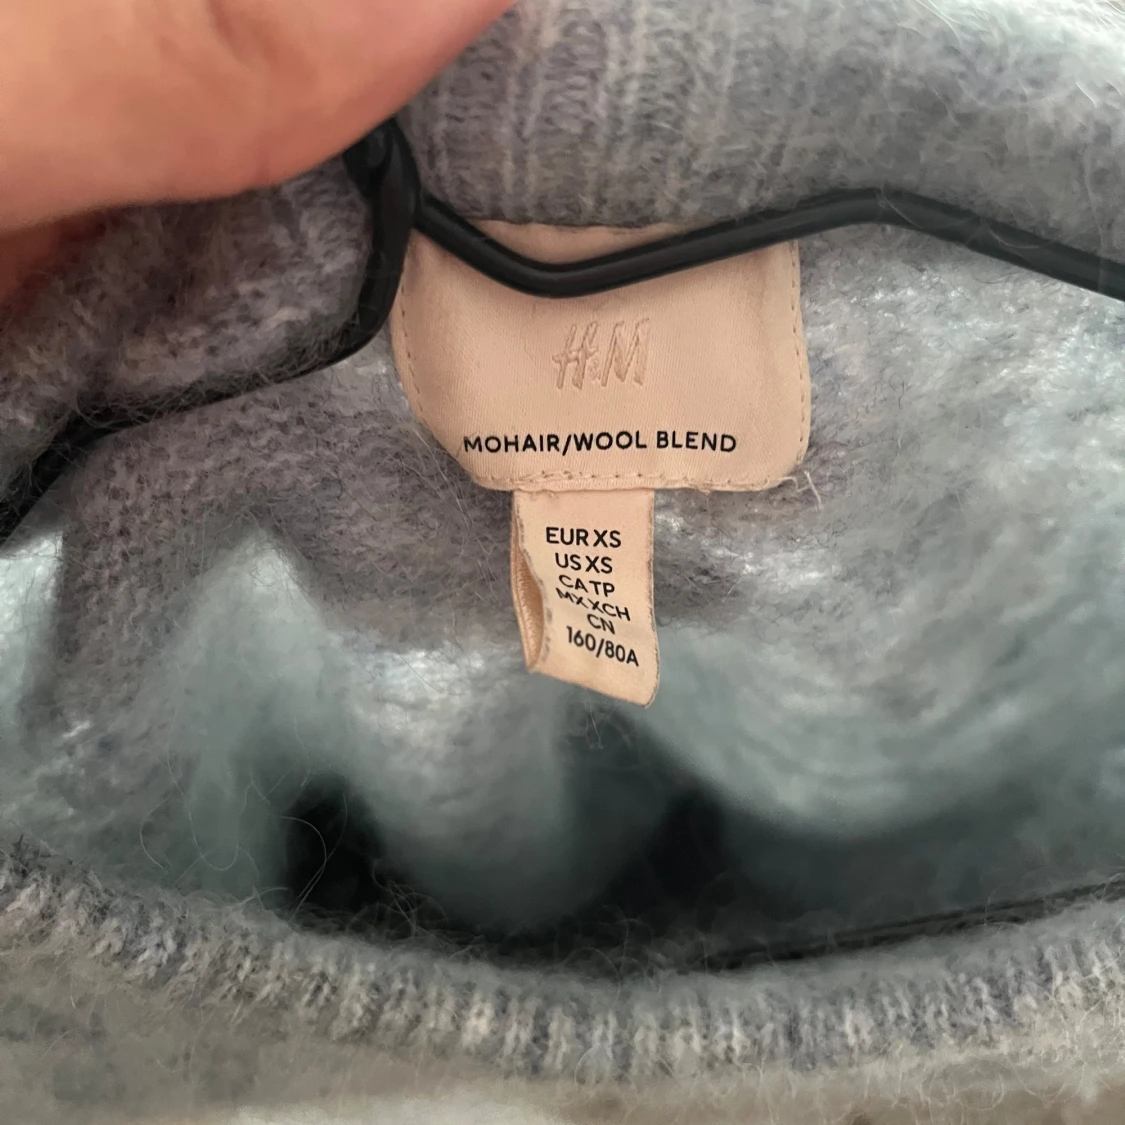 H&M
MOHAIR/WOOL BLEND
EUR XS
US XS
CA TP
MX XCH
CN
160/80A